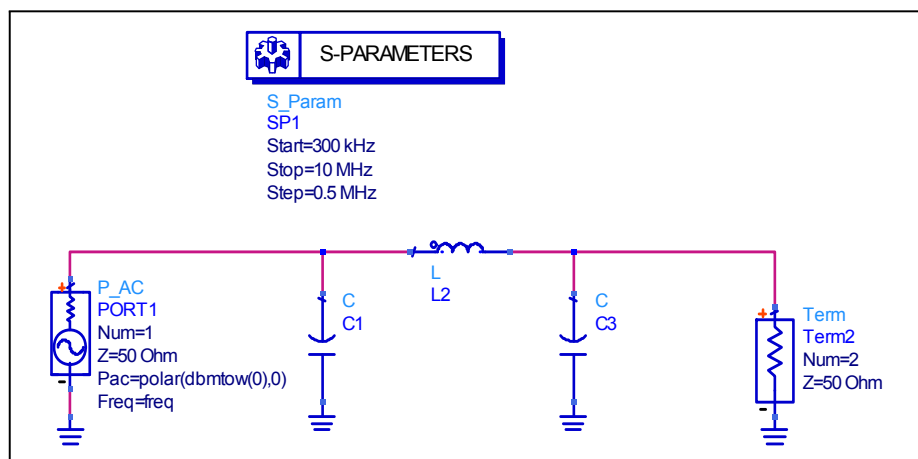 S-PARAMETERS
S_Param
SP1
Start=300 kHz
Stop=10 MHz
Step=0.5 MHz
P_AC
PORT1
Num=1
Z=50 Ohm
Pac=polar(dbmtow(0),0)
Freq=freq
C
C1
L
L2
C
C3
Term
Term2
Num=2
Z=50 Ohm